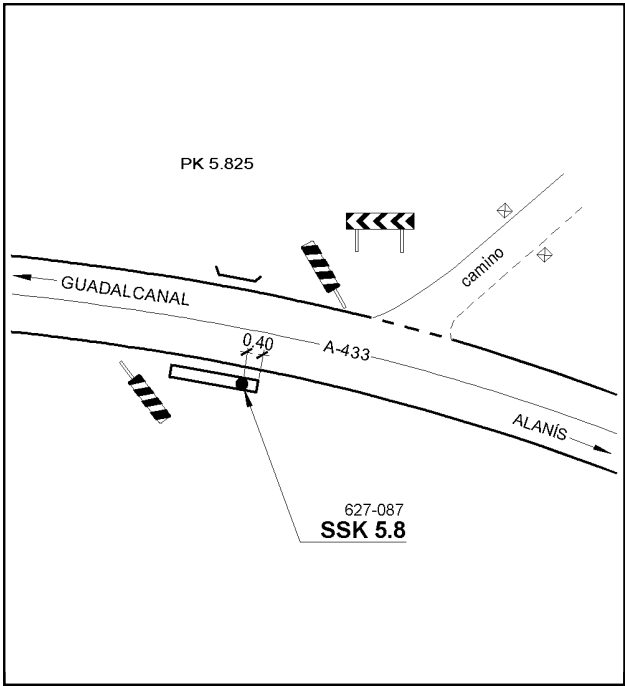 PK 5.825
camino
GUADALCANAL
0,40
A-433
ALANÍS
627-087
SSK 5.8